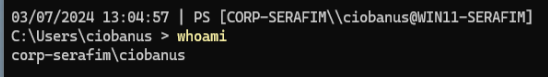 03/07/2024 13:04:57 | PS [CORP-SERAFIM\\ciobanus@WIN11-SERAFIM]
C:\Users\ciobanus > whoami
corp-serafim\ciobanus